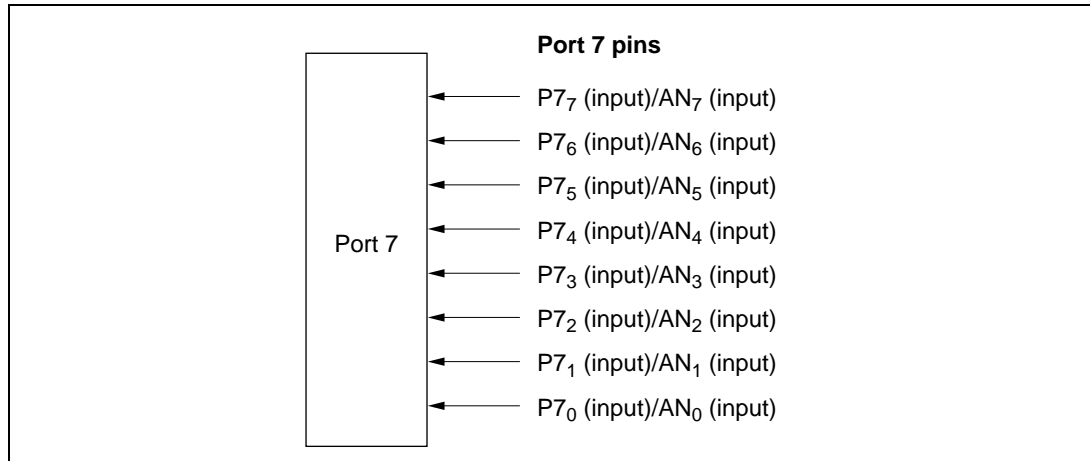 Port 7 pins
P7₇ (input)/AN₇ (input)
P7₆ (input)/AN₆ (input)
P7₅ (input)/AN₅ (input)
P7₄ (input)/AN₄ (input)
Port 7
P7₃ (input)/AN₃ (input)
P7₂ (input)/AN₂ (input)
P7₁ (input)/AN₁ (input)
P7₀ (input)/AN₀ (input)